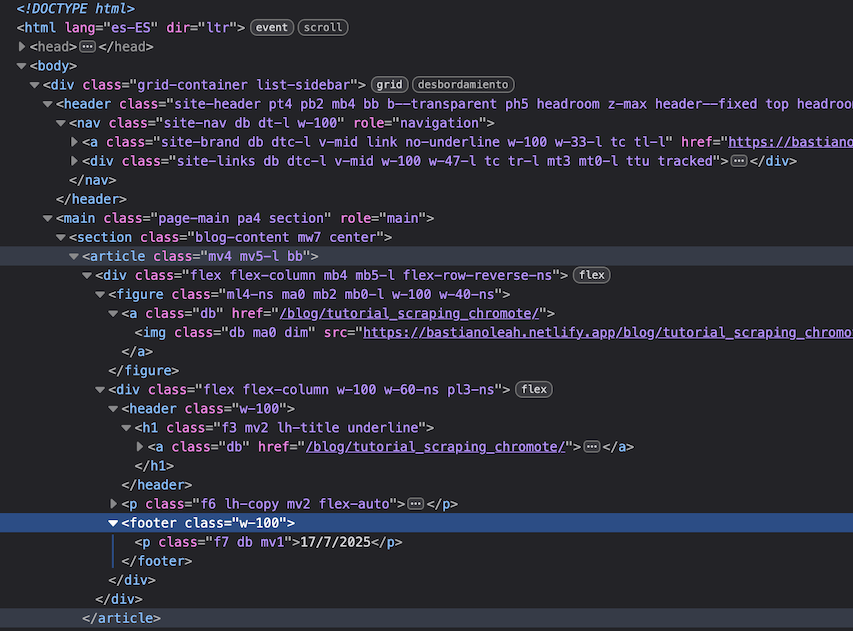 <!DOCTYPE html>
<html lang="es-ES" dir="ltr"> event scroll
<head>⋯</head>
<body>
<div class="grid-container list-sidebar"> grid desbordamiento
<header class="site-header pt4 pb2 mb4 bb b--transparent ph5 headroom z-max header--fixed top headroo
<nav class="site-nav db dt-l w-100" role="navigation">
<a class="site-brand db dtc-l v-mid link no-underline w-100 w-33-l tc tl-l" href="https://bastiano
<div class="site-links db dtc-l v-mid w-100 w-47-l tc tr-l mt3 mt0-l ttu tracked">⋯</div>
</nav>
</header>
<main class="page-main pa4 section" role="main">
<section class="blog-content mw7 center">
<article class="mv4 mv5-l bb">
<div class="flex flex-column mb4 mb5-l flex-row-reverse-ns"> flex
<figure class="ml4-ns ma0 mb2 mb0-l w-100 w-40-ns">
<a class="db" href="/blog/tutorial_scraping_chromote/">
<img class="db ma0 dim" src="https://bastianoleah.netlify.app/blog/tutorial_scraping_chromo
</a>
</figure>
<div class="flex flex-column w-100 w-60-ns pl3-ns"> flex
<header class="w-100">
<h1 class="f3 mv2 lh-title underline">
<a class="db" href="/blog/tutorial_scraping_chromote/">⋯</a>
</h1>
</header>
<p class="f6 lh-copy mv2 flex-auto">⋯</p>
<footer class="w-100">
<p class="f7 db mv1">17/7/2025</p>
</footer>
</div>
</div>
</article>